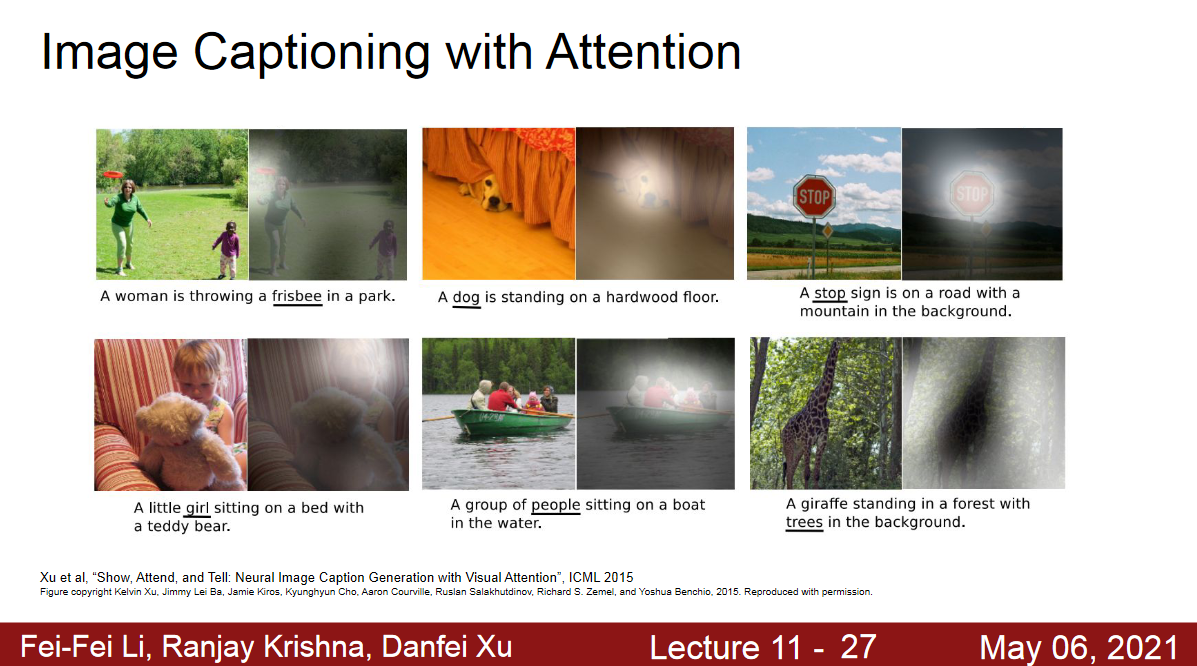 Image Captioning with Attention
STOP
STOP
A woman is throwing a frisbee in a park.
A dog is standing on a hardwood floor.
A stop sign is on a road with a
mountain in the background.
A little girl sitting on a bed with
a teddy bear.
A group of people sitting on a boat
in the water.
A giraffe standing in a forest with
trees in the background.
Xu et al, “Show, Attend, and Tell: Neural Image Caption Generation with Visual Attention”, ICML 2015
Figure copyright Kelvin Xu, Jimmy Lei Ba, Jamie Kiros, Kyunghyun Cho, Aaron Courville, Ruslan Salakhutdinov, Richard S. Zemel, and Yoshua Benchio, 2015. Reproduced with permission.
Fei-Fei Li, Ranjay Krishna, Danfei Xu
Lecture 11 - 27
May 06, 2021